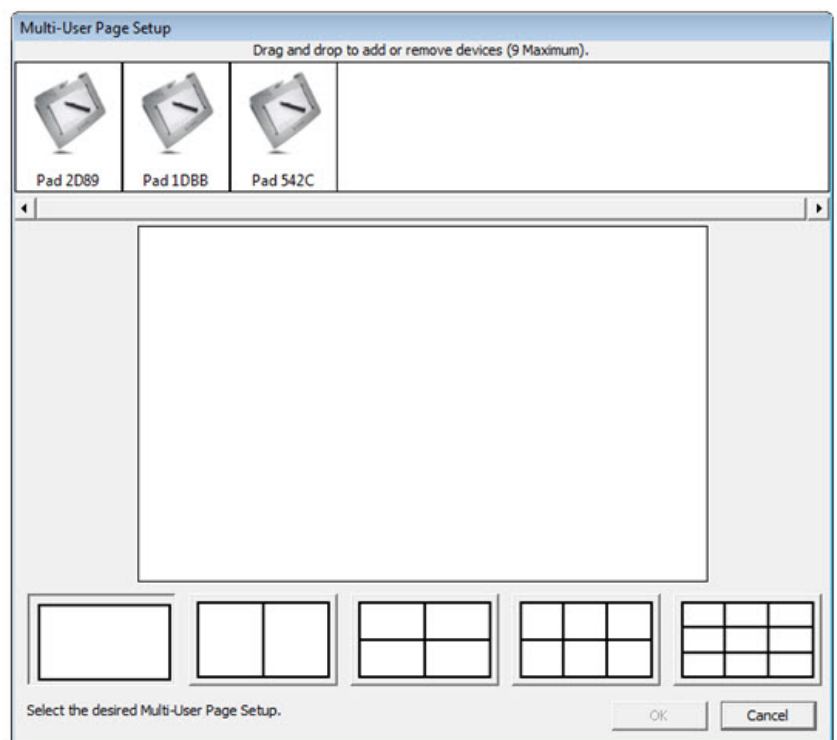 Multi-User Page Setup
Drag and drop to add or remove devices (9 Maximum).
Pad 2D89 Pad 1DBB Pad 542C
Select the desired Multi-User Page Setup.
OK Cancel